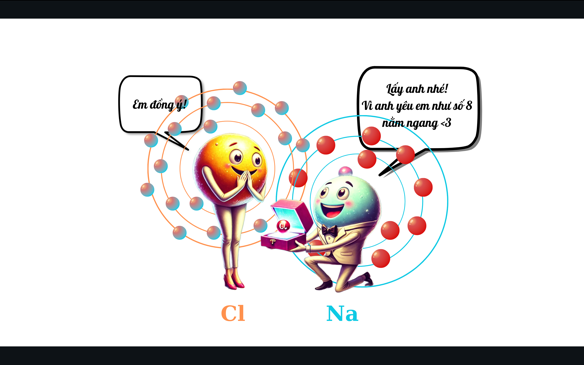 Em đồng ý!
Lấy anh nhé!
Vì anh yêu em như số 8
nằm ngang <3
Cl
Na